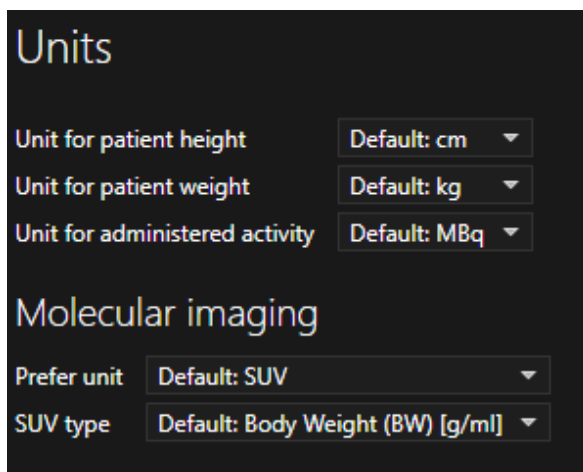 Units
Unit for patient height Default: cm
Unit for patient weight Default: kg
Unit for administered activity Default: MBq
Molecular imaging
Prefer unit Default: SUV
SUV type Default: Body Weight (BW) [g/ml]